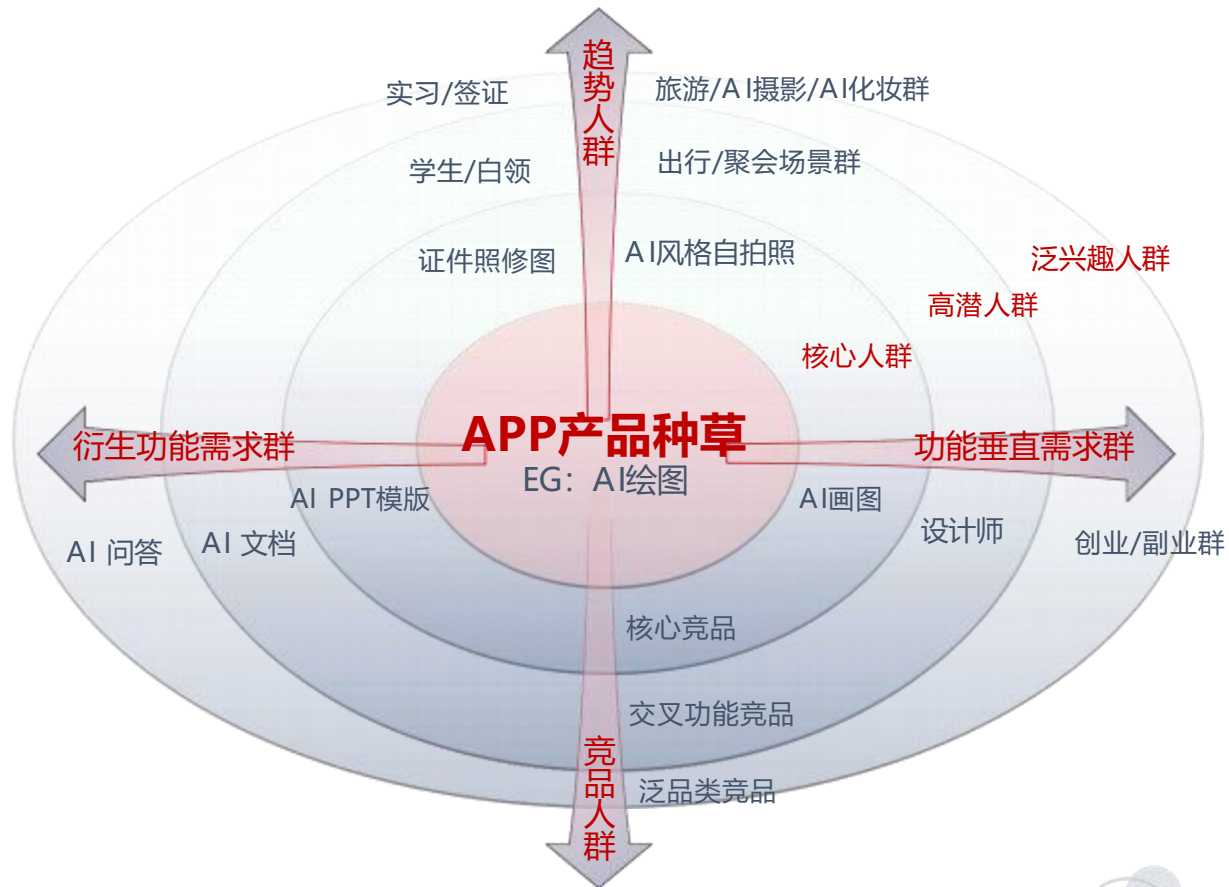 趋势人群
实习/签证
旅游/AI摄影/AI化妆群
学生/白领
出行/聚会场景群
证件照修图
AI风格自拍照
泛兴趣人群
高潜人群
核心人群
APP产品种草
EG：AI绘图
衍生功能需求群
功能垂直需求群
AI PPT模版
AI画图
AI 文档
设计师
AI 问答
创业/副业群
核心竞品
交叉功能竞品
竞品人群
泛品类竞品